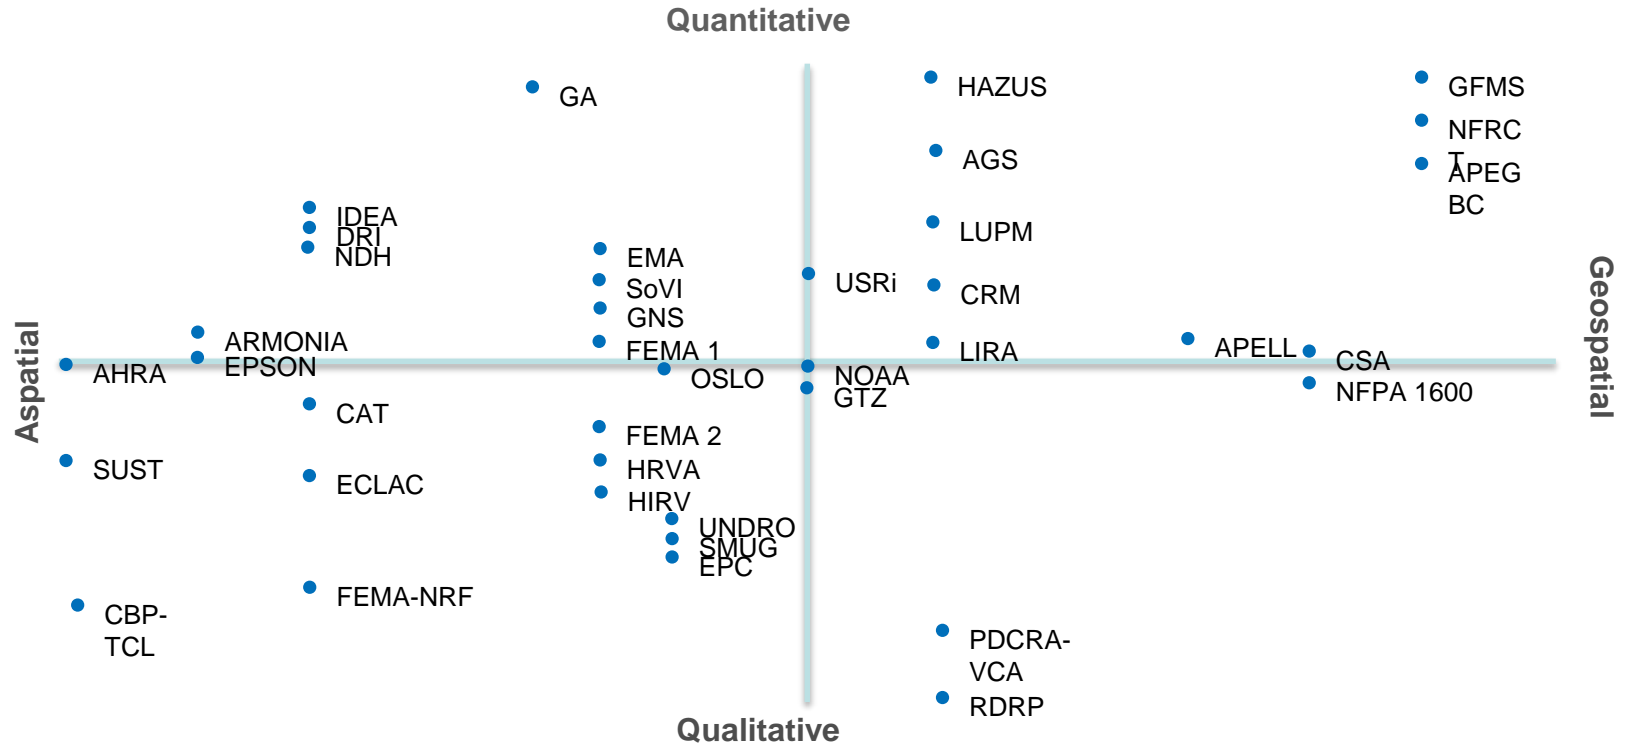 Quantitative
HAZUS
GFMS
GA
NFRC
T
AGS
APEG
BC
IDEA
DRI
NDH
LUPM
EMA
SoVI
USRi
CRM
GNS
ARMONIA
FEMA 1
LIRA
APELL
CSA
EPSON
AHRA
OSLO
NOAA
GTZ
NFPA 1600
Aspatial
Geospatial
CAT
FEMA 2
SUST
HRVA
ECLAC
HIRV
UNDRO
SMUG
EPC
FEMA-NRF
CBP-
TCL
PDCRA-
VCA
RDRP
Qualitative